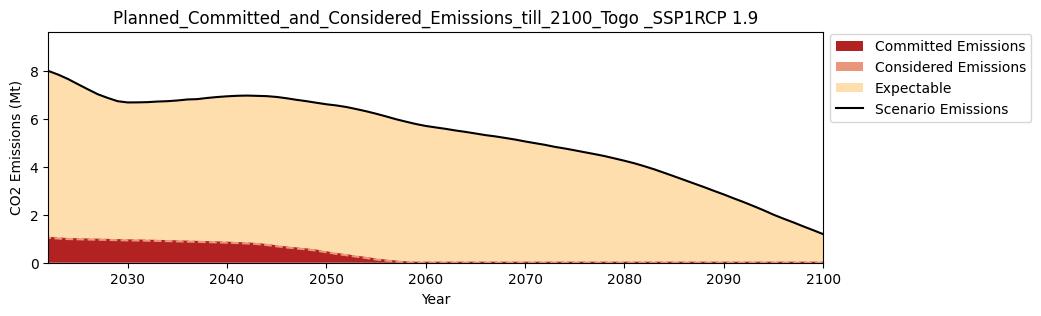 Planned_Committed_and_Considered_Emissions_till_2100_Togo _SSP1RCP 1.9
CO2 Emissions (Mt)
8
6
4
2
0
2030 2040 2050 2060 2070 2080 2090 2100
Year
Committed Emissions
Considered Emissions
Expectable
Scenario Emissions